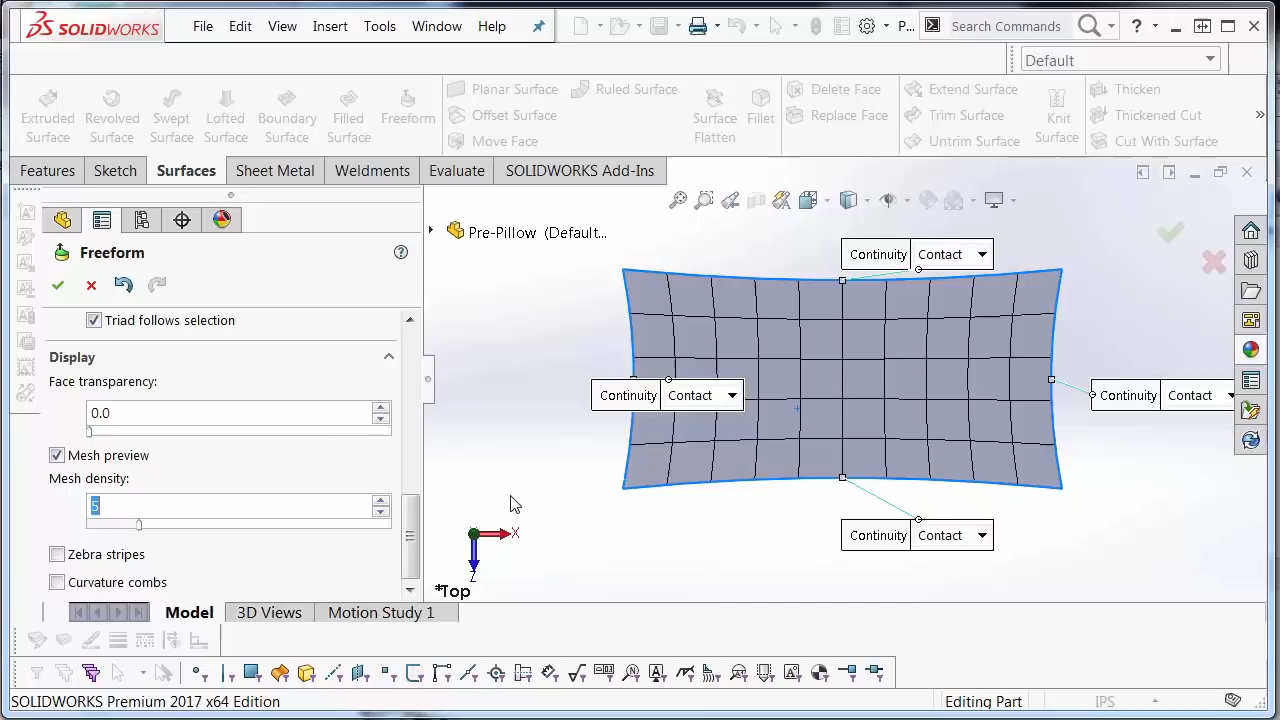 SOLIDWORKS File Edit View Insert Tools Window Help P... Search Commands ?
Default
Extruded Surface
Revolved Surface
Swept Surface
Lofted Surface
Boundary Surface
Filled Surface
Freeform
Planar Surface
Offset Surface
Move Face
Ruled Surface
Surface Flatten
Fillet
Delete Face
Replace Face
Extend Surface
Trim Surface
Untrim Surface
Knit Surface
Thicken
Thickened Cut
Cut With Surface
Features Sketch Surfaces Sheet Metal Weldments Evaluate SOLIDWORKS Add-Ins
Freeform
Triad follows selection
Display
Face transparency:
0.0
Mesh preview
Mesh density:
5
Zebra stripes
Curvature combs
Pre-Pillow (Default...
Continuity Contact
Continuity Contact
Continuity Contact
Continuity Contact
X
Z
*Top
Model 3D Views Motion Study 1
SOLIDWORKS Premium 2017 x64 Edition
Editing Part
IPS